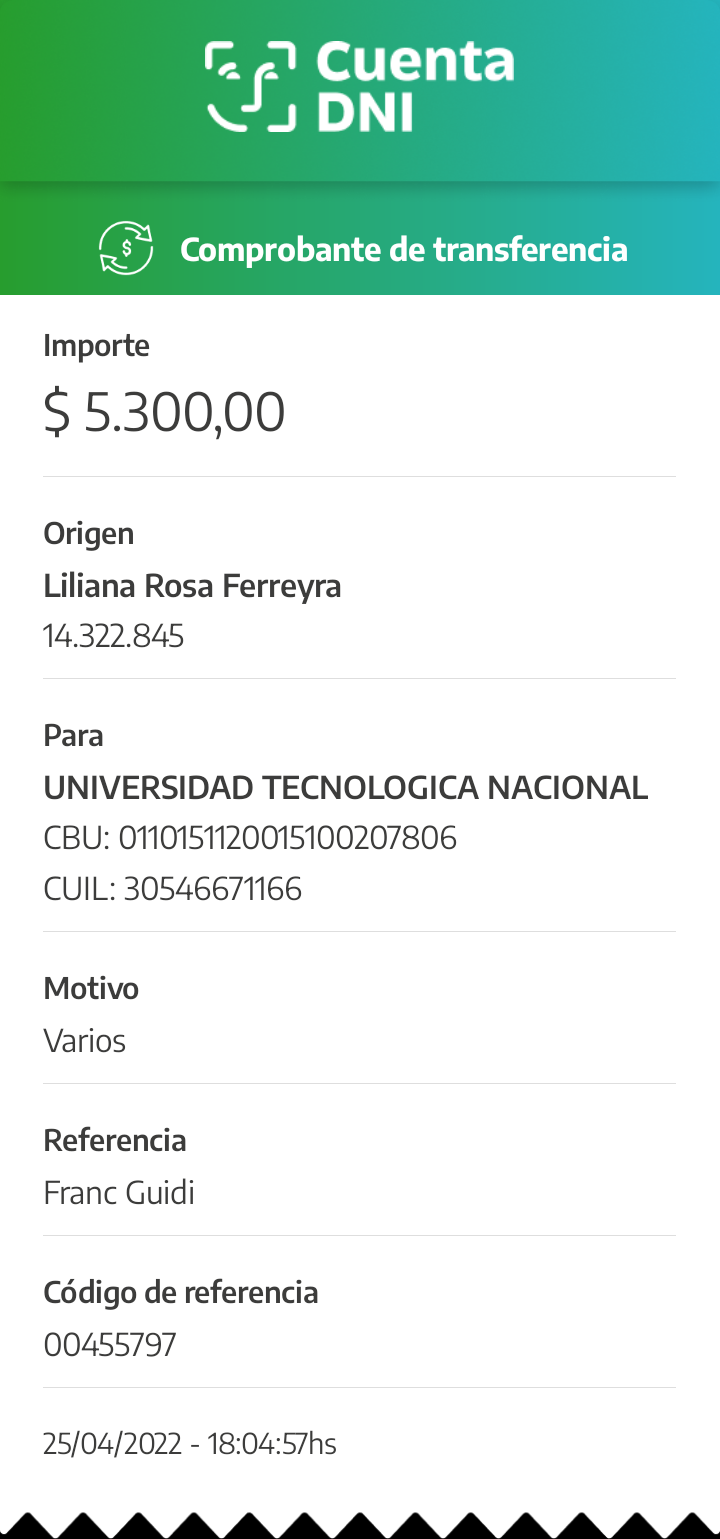 Cuenta
DNI
Comprobante de transferencia
Importe
$ 5.300,00
Origen
Liliana Rosa Ferreyra
14.322.845
Para
UNIVERSIDAD TECNOLOGICA NACIONAL
CBU: 0110151120015100207806
CUIL: 30546671166
Motivo
Varios
Referencia
Franc Guidi
Código de referencia
00455797
25/04/2022 - 18:04:57hs